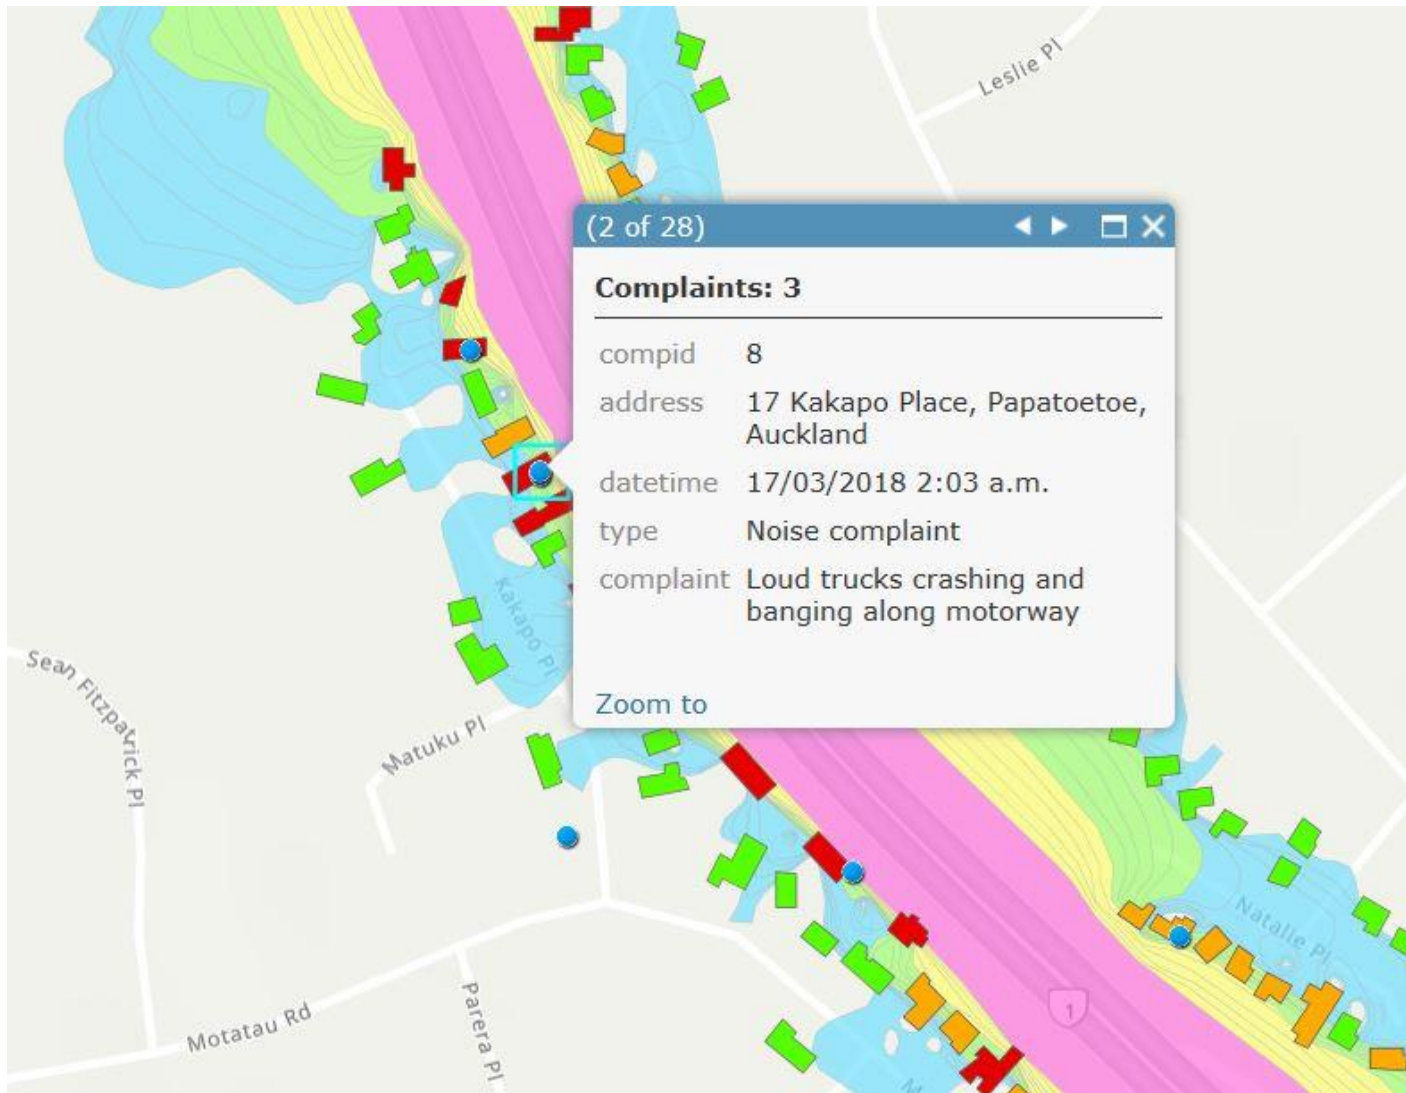 Leslie Pl
(2 of 28)
Complaints: 3
compid 8
address 17 Kakapo Place, Papatoetoe,
Auckland
datetime 17/03/2018 2:03 a.m.
type Noise complaint
complaint Loud trucks crashing and
banging along motorway
Zoom to
Kakapo Pl
Sean Fitzpatrick Pl
Matuku Pl
Natalie Pl
1
Motatau Rd
Parera Pl